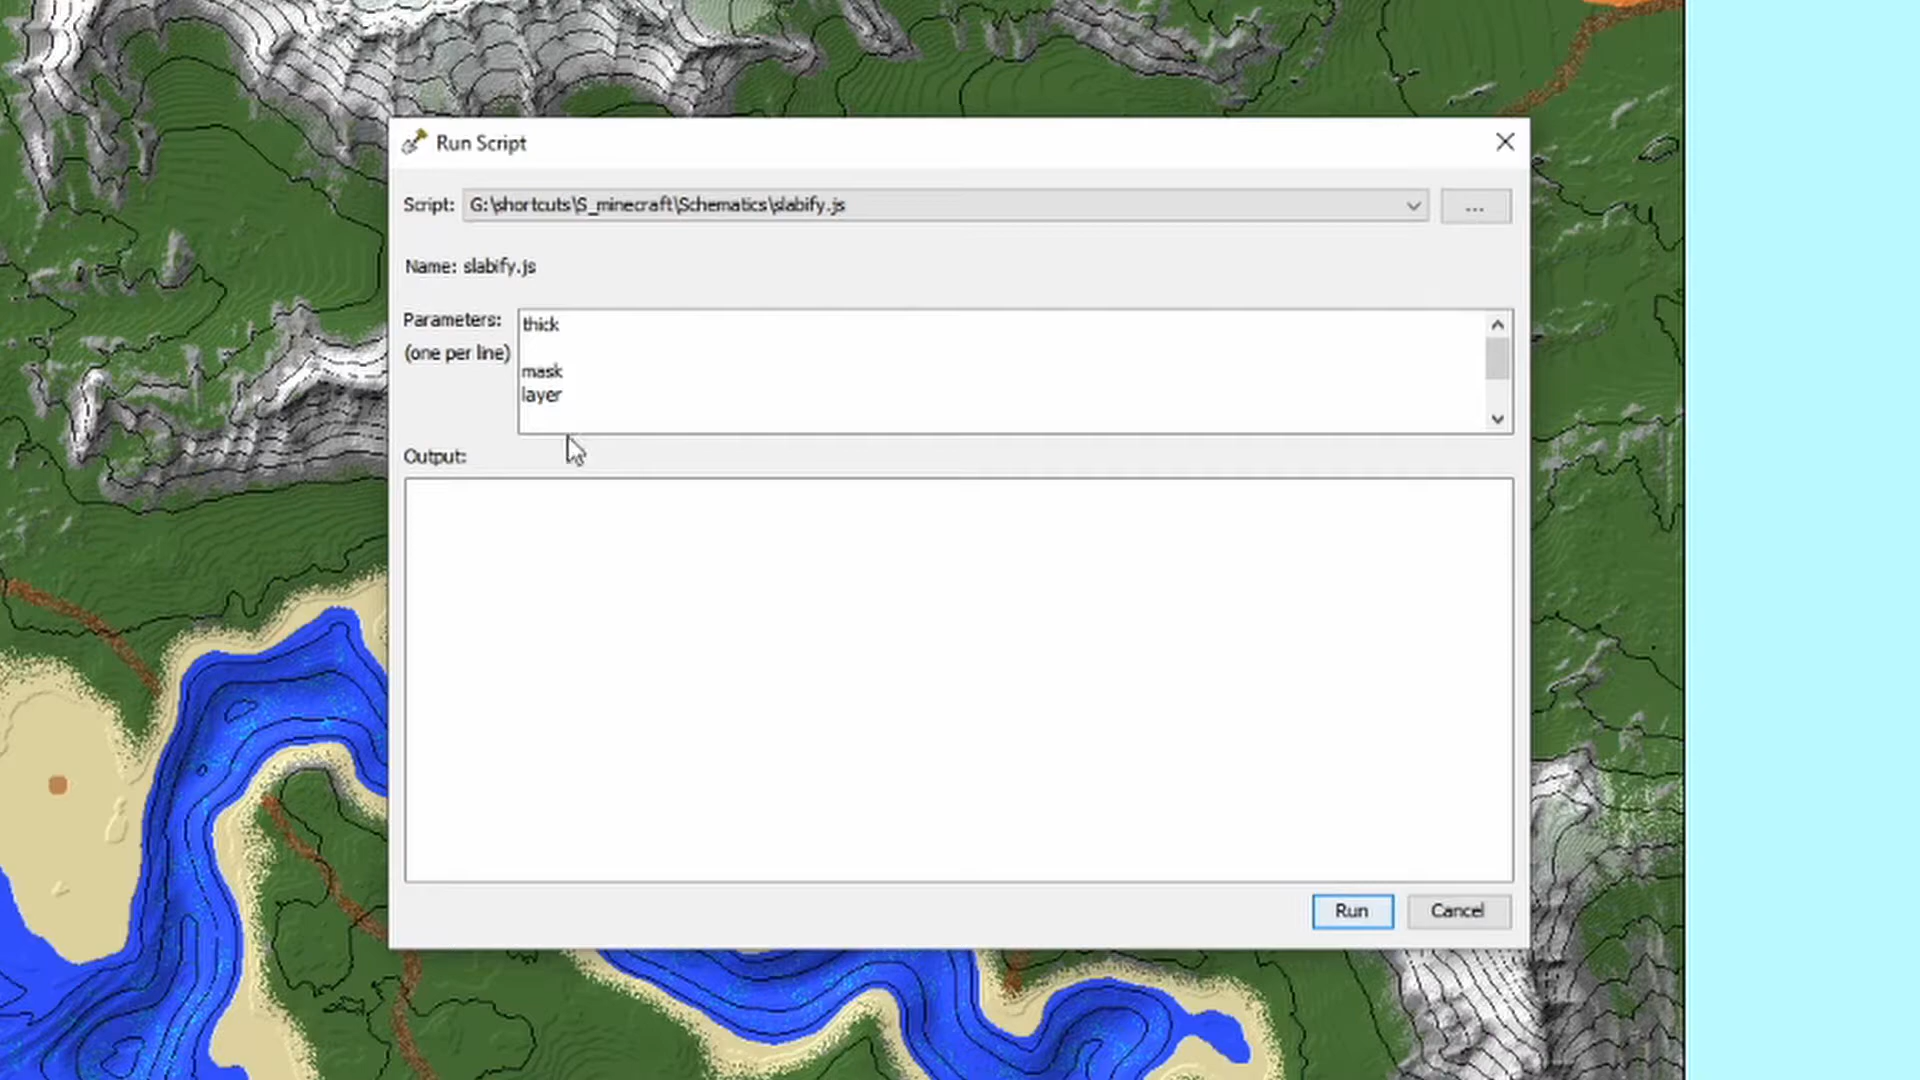 Run Script
Script: G:\shortcuts\S_minecraft\Schematics\slabify.js
...
Name: slabify.js
Parameters:
(one per line)
thick
mask
layer
Output:
Run
Cancel